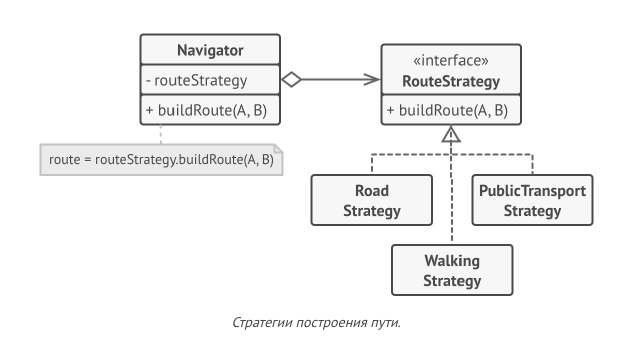 Navigator
- routeStrategy
+ buildRoute(A, B)
route = routeStrategy.buildRoute(A, B)
«interface»
RouteStrategy
+ buildRoute(A, B)
Road
Strategy
PublicTransport
Strategy
Walking
Strategy
Стратегии построения пути.